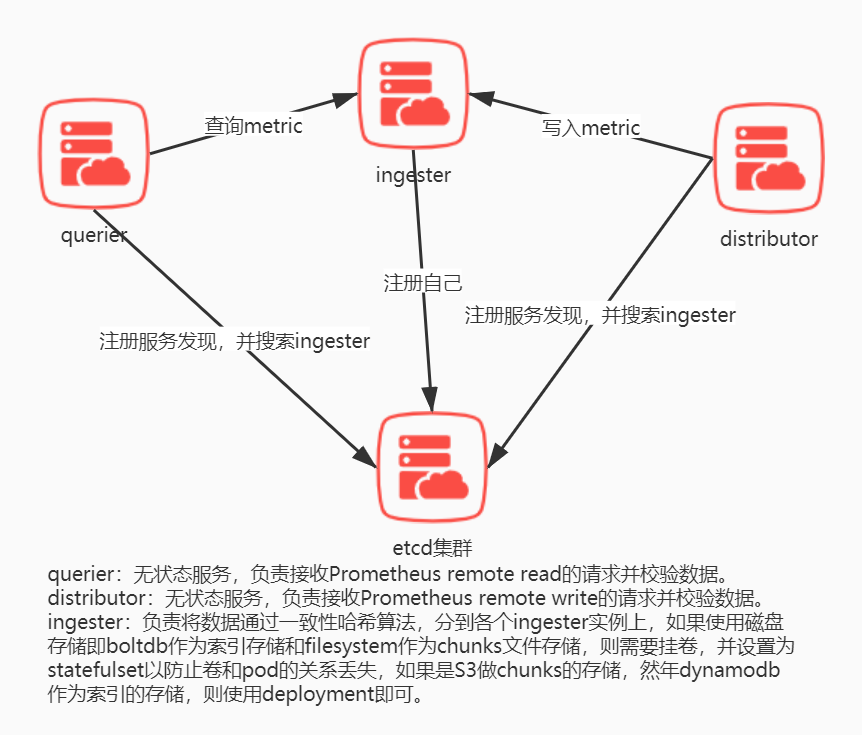 查询metric
写入metric
ingester
querier
distributor
注册自己
注册服务发现，并搜索ingester
注册服务发现，并搜索ingester
etcd集群
querier：无状态服务，负责接收Prometheus remote read的请求并校验数据。
distributor：无状态服务，负责接收Prometheus remote write的请求并校验数据。
ingester：负责将数据通过一致性哈希算法，分到各个ingester实例上，如果使用磁盘
存储即boltdb作为索引存储和filesystem作为chunks文件存储，则需要挂卷，并设置为
statefulset以防止卷和pod的关系丢失，如果是S3做chunks的存储，然年dynamodb
作为索引的存储，则使用deployment即可。